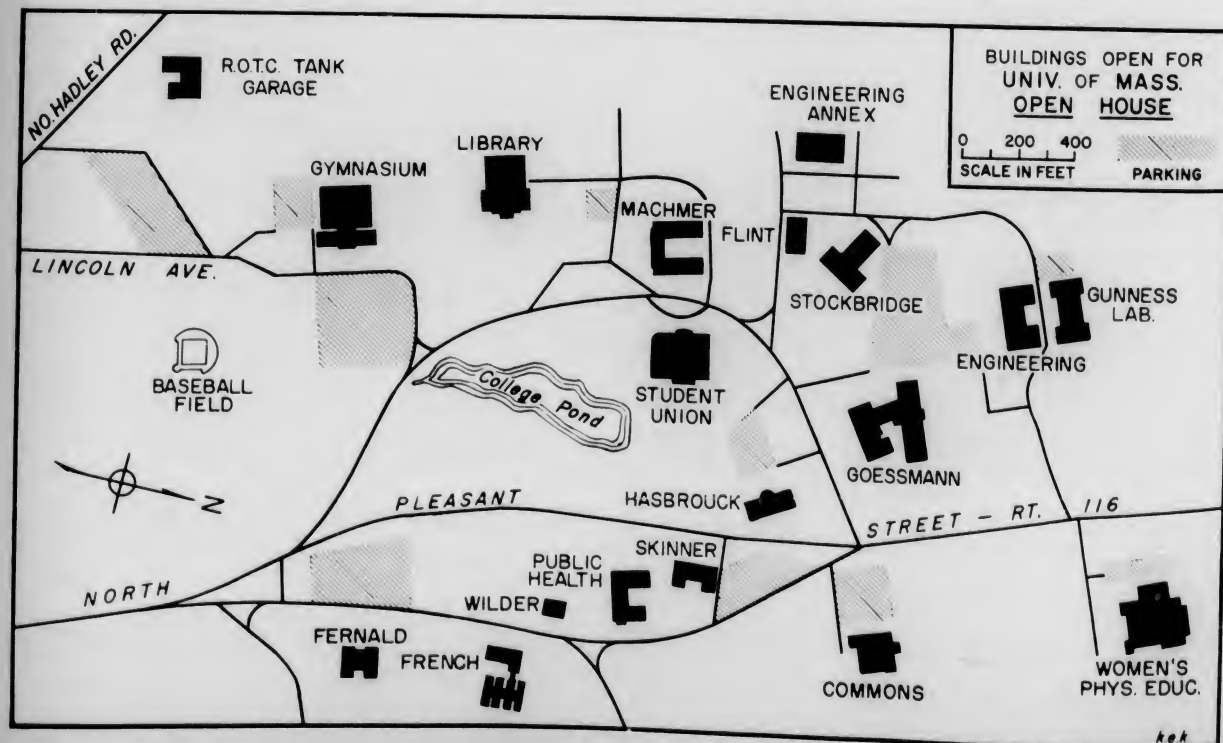 NO. HADLEY RD.
R.O.T.C. TANK
GARAGE
BUILDINGS OPEN FOR
UNIV. OF MASS.
OPEN HOUSE
0 200 400
SCALE IN FEET
PARKING
ENGINEERING
ANNEX
LIBRARY
GYMNASIUM
MACHMER
FLINT
STOCKBRIDGE
GUNNESS
LAB.
ENGINEERING
LINCOLN AVE.
BASEBALL
FIELD
College Pond
STUDENT
UNION
GOESSMANN
HASBROUCK
N
NORTH PLEASANT STREET - RT. 116
SKINNER
PUBLIC
HEALTH
WILDER
FERNALD
FRENCH
COMMONS
WOMEN'S
PHYS. EDUC.
kek